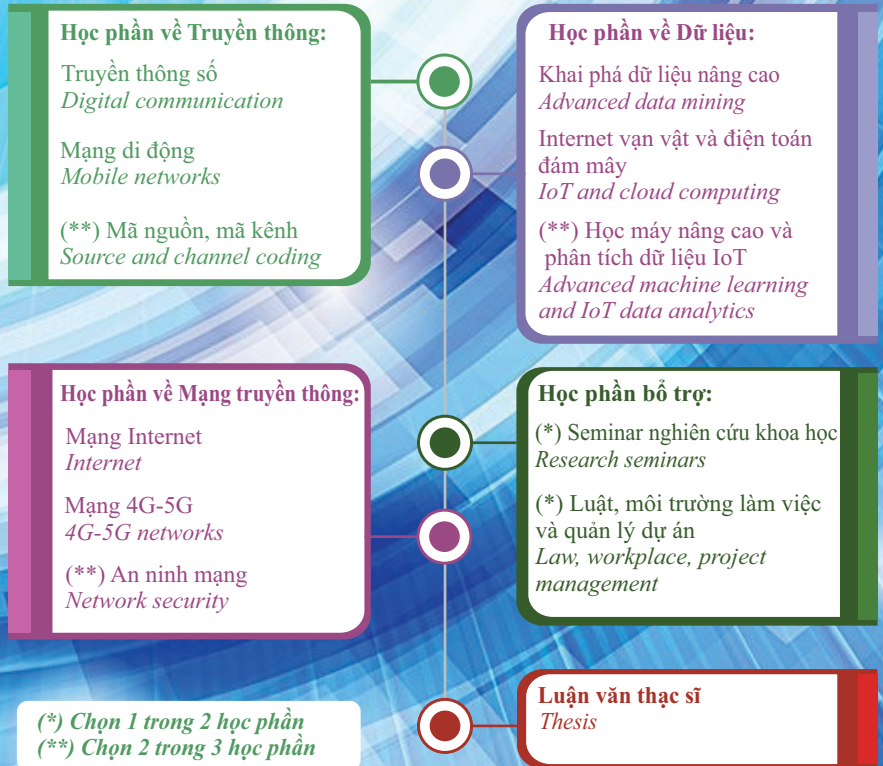 Học phần về Truyền thông:
Truyền thông số
Digital communication
Mạng di động
Mobile networks
(**) Mã nguồn, mã kênh
Source and channel coding
Học phần về Dữ liệu:
Khai phá dữ liệu nâng cao
Advanced data mining
Internet vạn vật và điện toán
đám mây
IoT and cloud computing
(**) Học máy nâng cao và
phân tích dữ liệu IoT
Advanced machine learning
and IoT data analytics
Học phần về Mạng truyền thông:
Mạng Internet
Internet
Mạng 4G-5G
4G-5G networks
(**) An ninh mạng
Network security
Học phần bổ trợ:
(*) Seminar nghiên cứu khoa học
Research seminars
(*) Luật, môi trường làm việc
và quản lý dự án
Law, workplace, project
management
Luận văn thạc sĩ
Thesis
(*) Chọn 1 trong 2 học phần
(**) Chọn 2 trong 3 học phần